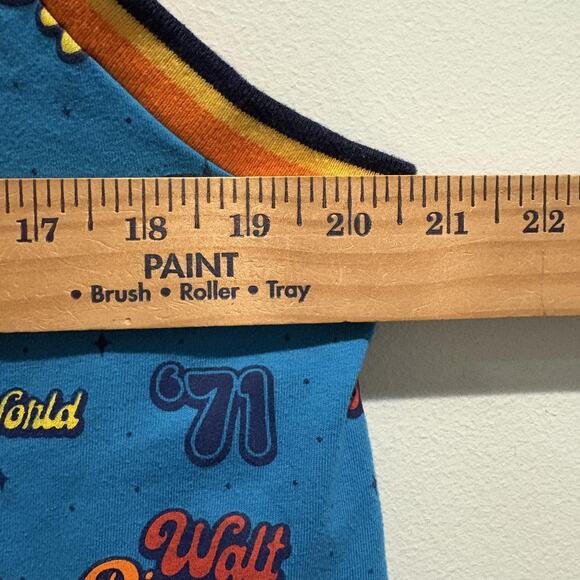 17 18 19 20 21 22
PAINT
• Brush • Roller • Tray
World
'71
Walt